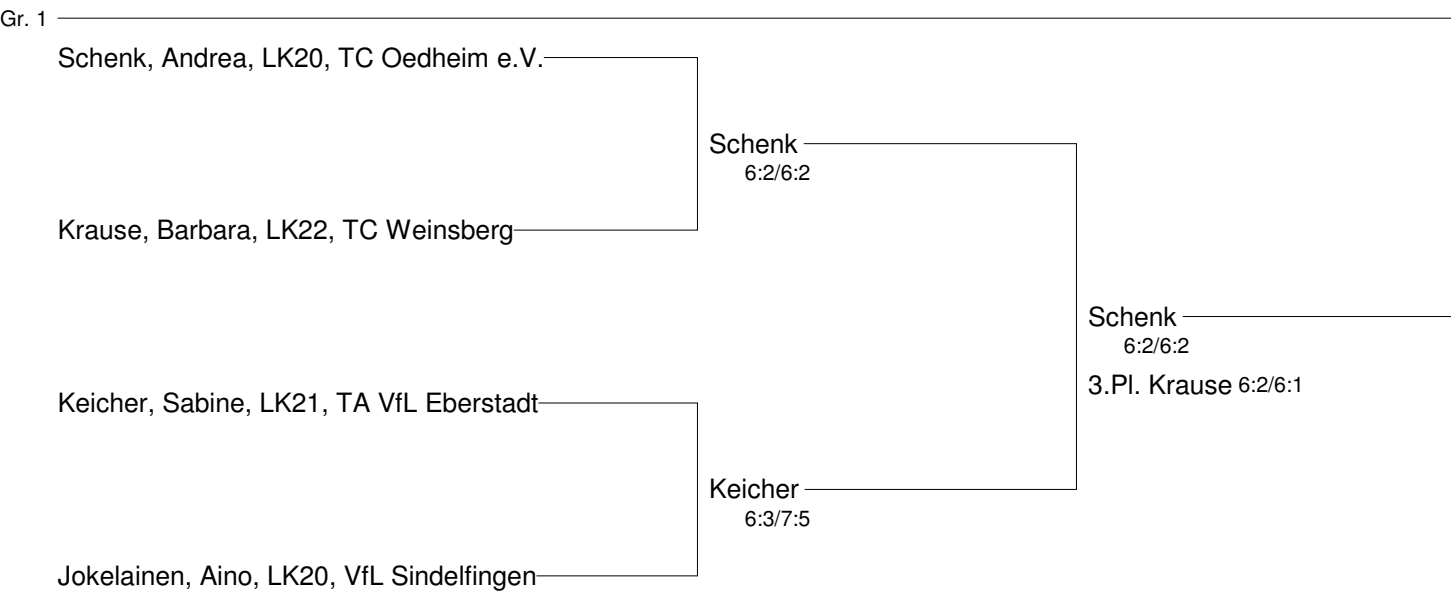 Gr. 1
Schenk, Andrea, LK20, TC Oedheim e.V.
Schenk
6:2/6:2
Krause, Barbara, LK22, TC Weinsberg
Schenk
6:2/6:2
3.Pl. Krause 6:2/6:1
Keicher, Sabine, LK21, TA VfL Eberstadt
Keicher
6:3/7:5
Jokelainen, Aino, LK20, VfL Sindelfingen